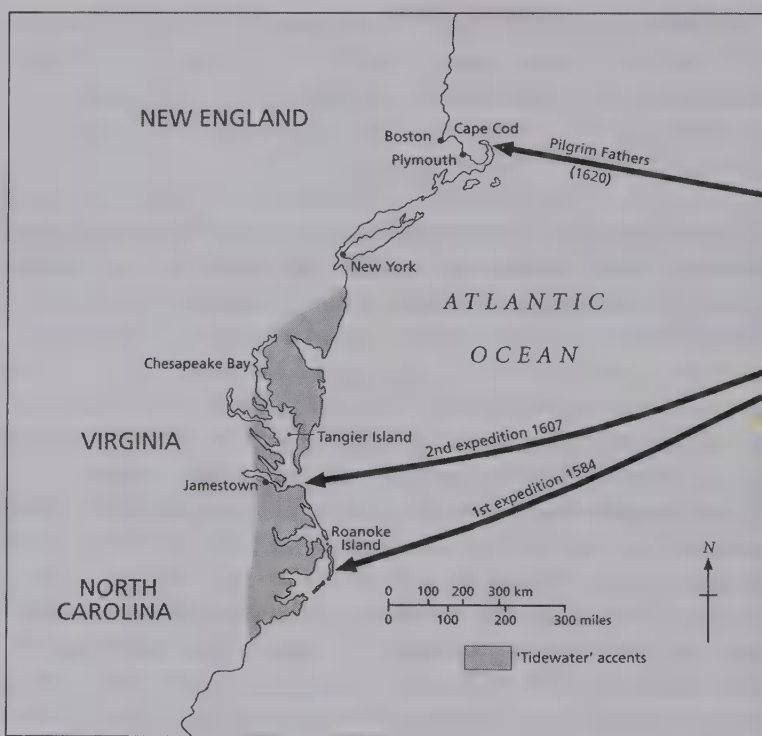 NEW ENGLAND
Boston
Cape Cod
Plymouth
Pilgrim Fathers
(1620)
New York
ATLANTIC
OCEAN
Chesapeake Bay
VIRGINIA
Tangier Island
2nd expedition 1607
Jamestown
1st expedition 1584
Roanoke
Island
N
NORTH
CAROLINA
0 100 200 300 km
0 100 200 300 miles
'Tidewater' accents